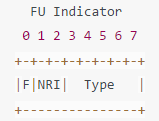 FU Indicator
0 1 2 3 4 5 6 7
+-+-+-+-+-+-+-+-+
|F|NRI|  Type   |
+---------------+